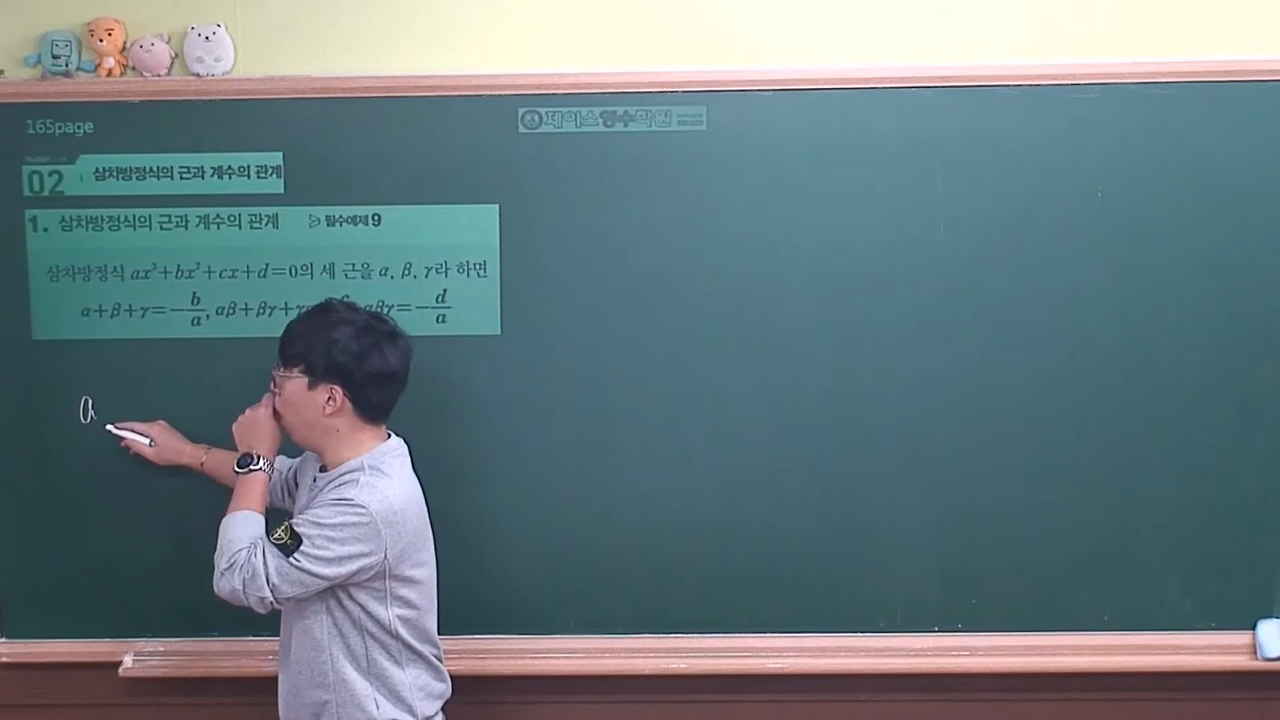 165page
제이스영수학원
02 삼차방정식의 근과 계수의 관계
1. 삼차방정식의 근과 계수의 관계 ▷ 필수예제 9
삼차방정식 ax³+bx²+cx+d=0의 세 근을 α, β, γ라 하면
α+β+γ=-b/a, αβ+βγ+γ αβγ=-d/a
a